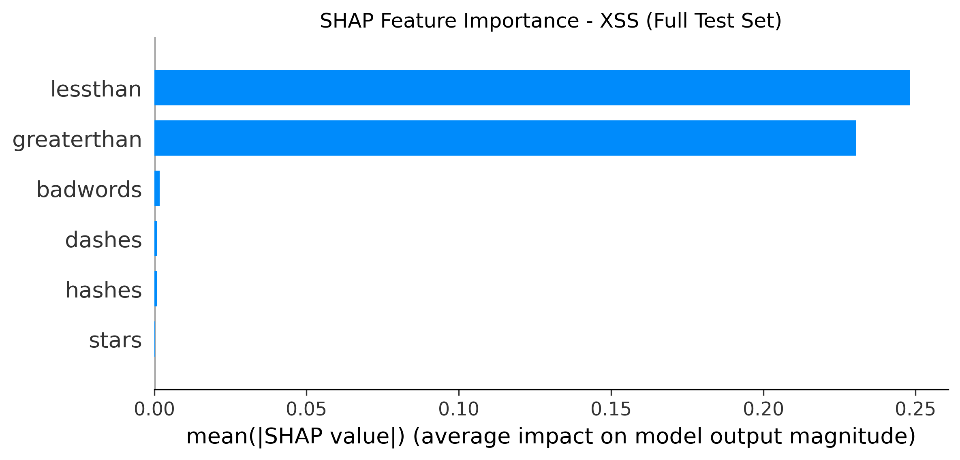 SHAP Feature Importance - XSS (Full Test Set)
lessthan
greaterthan
badwords
dashes
hashes
stars
0.00 0.05 0.10 0.15 0.20 0.25
mean(|SHAP value|) (average impact on model output magnitude)